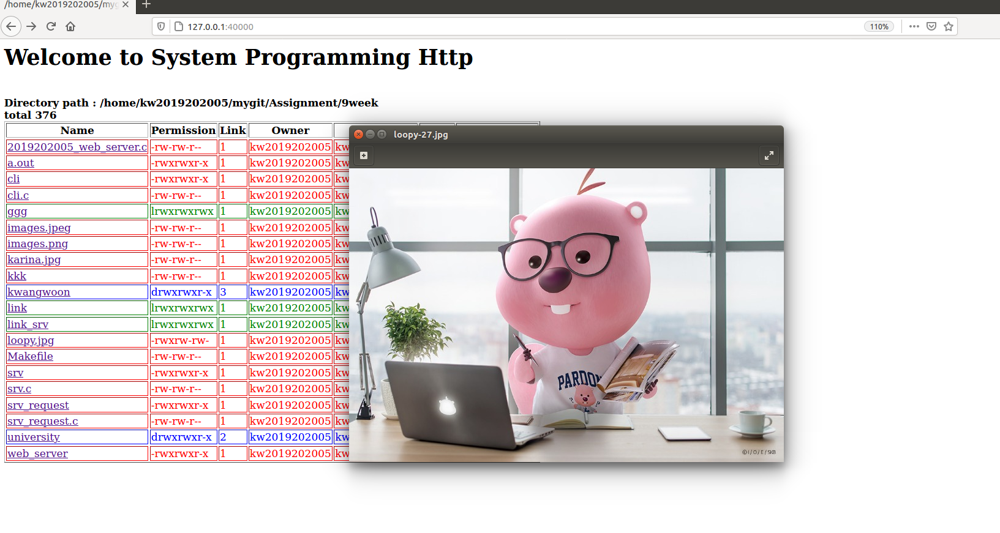 /home/kw2019202005/myg
127.0.0.1:40000
110%
Welcome to System Programming Http
Directory path : /home/kw2019202005/mygit/Assignment/9week
total 376
Name Permission Link Owner
2019202005_web_server.c -rw-rw-r-- 1 kw2019202005 kw
a.out -rwxrwxr-x 1 kw2019202005 kw
cli -rwxrwxr-x 1 kw2019202005 kw
cli.c -rw-rw-r-- 1 kw2019202005 kw
ggg lrwxrwxrwx 1 kw2019202005 kw
images.jpeg -rw-rw-r-- 1 kw2019202005 kw
images.png -rw-rw-r-- 1 kw2019202005 kw
karina.jpg -rw-rw-r-- 1 kw2019202005 kw
kkk -rw-rw-r-- 1 kw2019202005 kw
kwangwoon drwxrwxr-x 3 kw2019202005 kw
link lrwxrwxrwx 1 kw2019202005 kw
link_srv lrwxrwxrwx 1 kw2019202005 kw
loopy.jpg -rwxrw-rw- 1 kw2019202005 kw
Makefile -rw-rw-r-- 1 kw2019202005 kw
srv -rwxrwxr-x 1 kw2019202005 kw
srv.c -rw-rw-r-- 1 kw2019202005 kw
srv_request -rwxrwxr-x 1 kw2019202005 kw
srv_request.c -rw-rw-r-- 1 kw2019202005 kw
university drwxrwxr-x 2 kw2019202005 kw
web_server -rwxrwxr-x 1 kw2019202005 kw
loopy-27.jpg
PARDON
? ?
©I/O/E/SKB